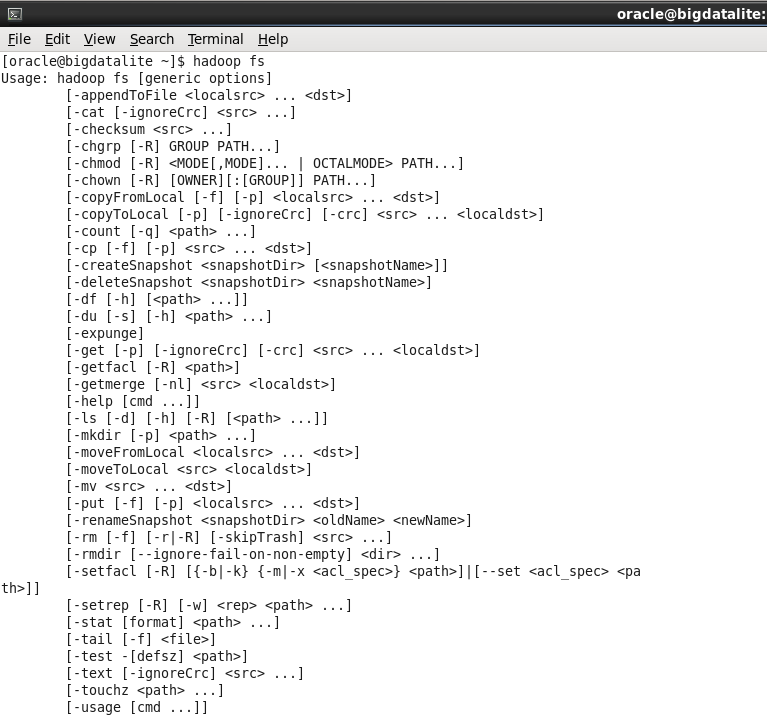 oracle@bigdatalite:
File Edit View Search Terminal Help
[oracle@bigdatalite ~]$ hadoop fs
Usage: hadoop fs [generic options]
[-appendToFile <localsrc> ... <dst>]
[-cat [-ignoreCrc] <src> ...]
[-checksum <src> ...]
[-chgrp [-R] GROUP PATH...]
[-chmod [-R] <MODE[,MODE]... | OCTALMODE> PATH...]
[-chown [-R] [OWNER][:[GROUP]] PATH...]
[-copyFromLocal [-f] [-p] <localsrc> ... <dst>]
[-copyToLocal [-p] [-ignoreCrc] [-crc] <src> ... <localdst>]
[-count [-q] <path> ...]
[-cp [-f] [-p] <src> ... <dst>]
[-createSnapshot <snapshotDir> [<snapshotName>]]
[-deleteSnapshot <snapshotDir> <snapshotName>]
[-df [-h] [<path> ...]]
[-du [-s] [-h] <path> ...]
[-expunge]
[-get [-p] [-ignoreCrc] [-crc] <src> ... <localdst>]
[-getfacl [-R] <path>]
[-getmerge [-nl] <src> <localdst>]
[-help [cmd ...]]
[-ls [-d] [-h] [-R] [<path> ...]]
[-mkdir [-p] <path> ...]
[-moveFromLocal <localsrc> ... <dst>]
[-moveToLocal <src> <localdst>]
[-mv <src> ... <dst>]
[-put [-f] [-p] <localsrc> ... <dst>]
[-renameSnapshot <snapshotDir> <oldName> <newName>]
[-rm [-f] [-r|-R] [-skipTrash] <src> ...]
[-rmdir [--ignore-fail-on-non-empty] <dir> ...]
[-setfacl [-R] [{-b|-k} {-m|-x <acl_spec>} <path>]|[--set <acl_spec> <pa
th>]]
[-setrep [-R] [-w] <rep> <path> ...]
[-stat [format] <path> ...]
[-tail [-f] <file>]
[-test -[defsz] <path>]
[-text [-ignoreCrc] <src> ...]
[-touchz <path> ...]
[-usage [cmd ...]]